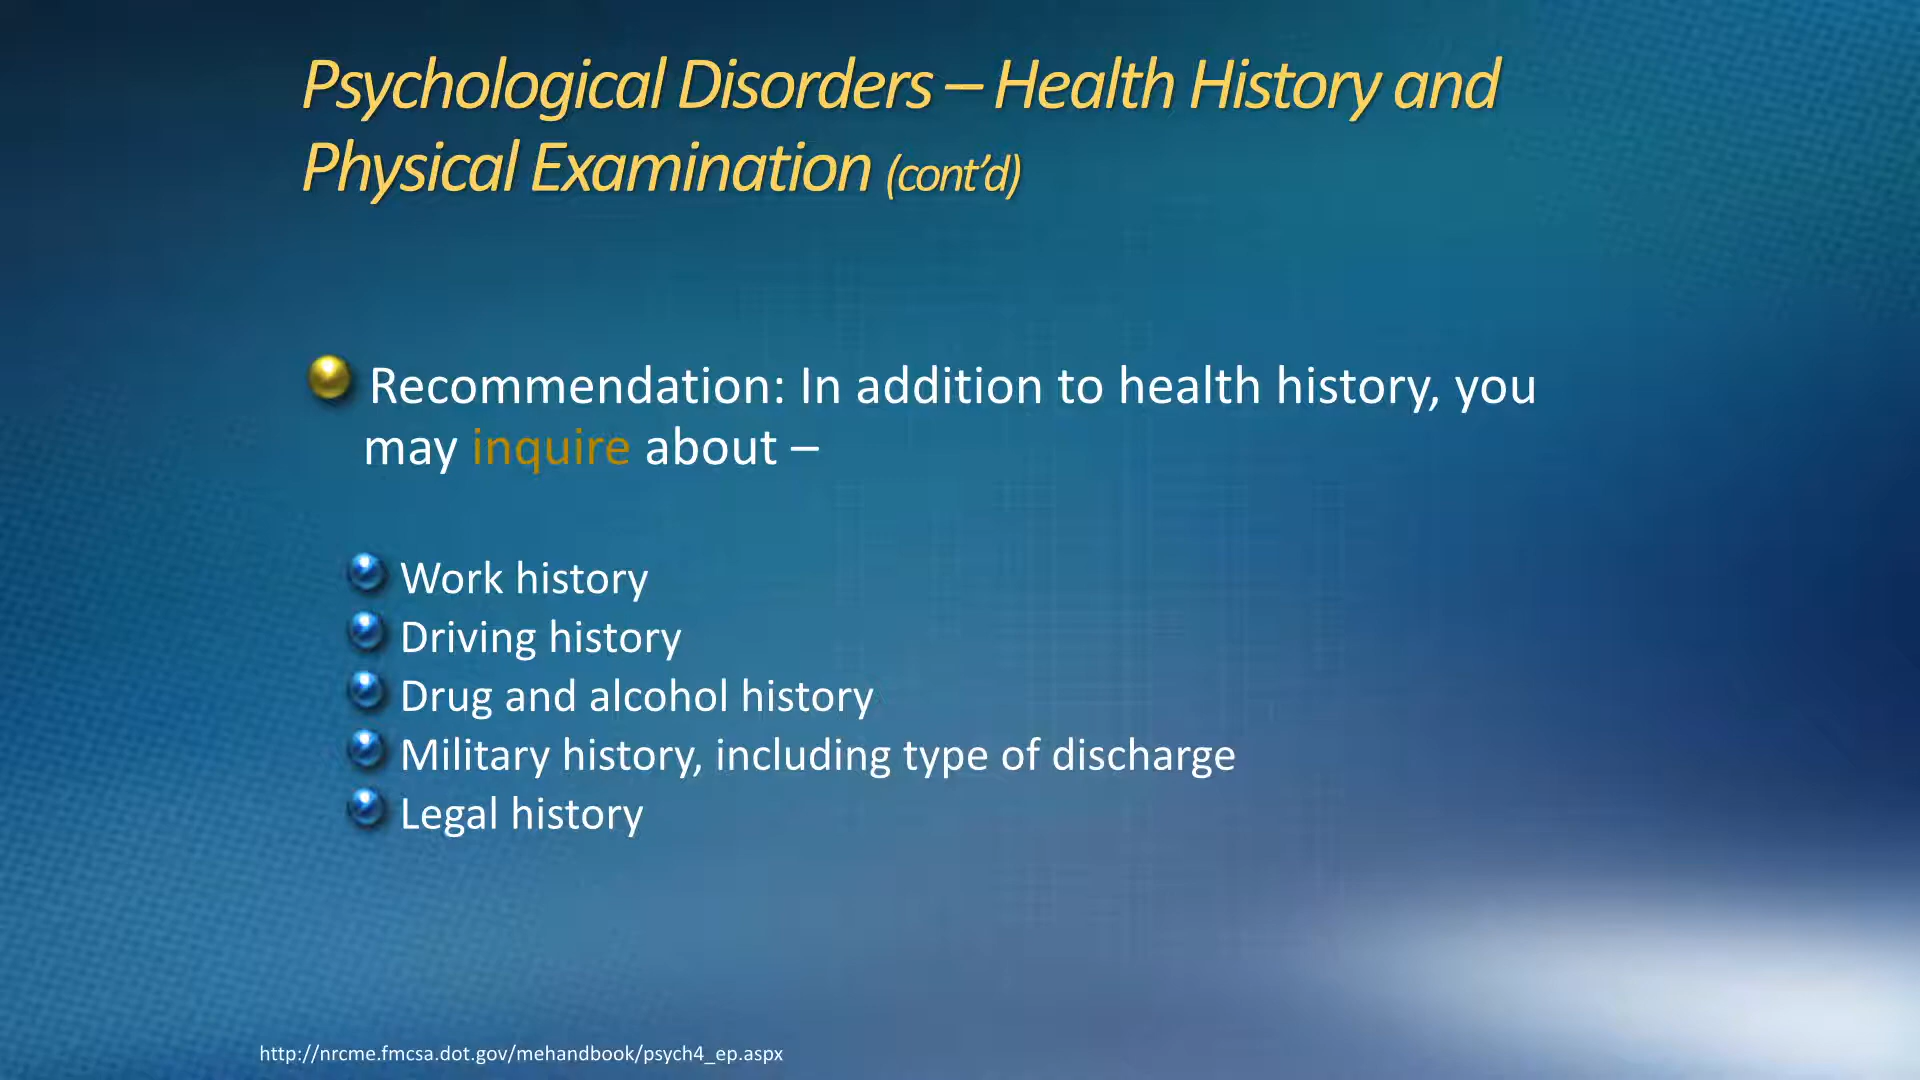 Psychological Disorders – Health History and
Physical Examination (cont’d)
Recommendation: In addition to health history, you
may inquire about –
Work history
Driving history
Drug and alcohol history
Military history, including type of discharge
Legal history
http://nrcme.fmcsa.dot.gov/mehandbook/psych4_ep.aspx